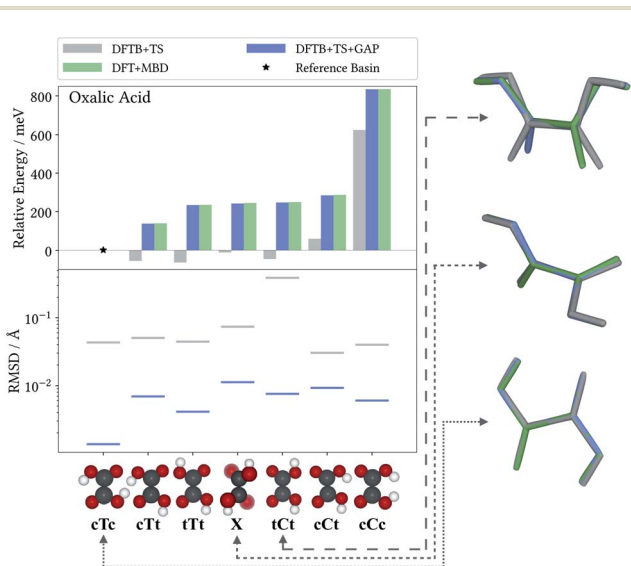 DFTB+TS
DFTB+TS+GAP
DFT+MBD
Reference Basin
Oxalic Acid
Relative Energy / meV
800
600
400
200
0
RMSD / Å
10⁻¹
10⁻²
cTc cTt tTt X tCt cCt cCc